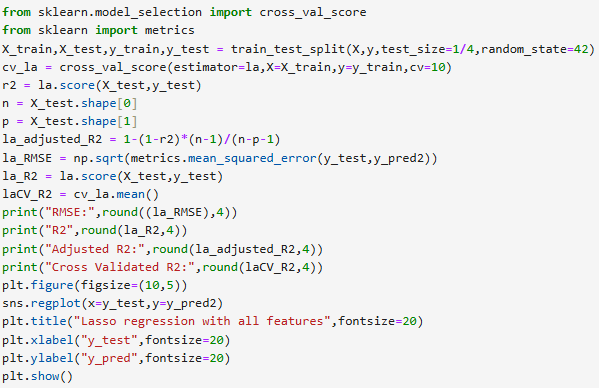 from sklearn.model_selection import cross_val_score
from sklearn import metrics
X_train,X_test,y_train,y_test = train_test_split(X,y,test_size=1/4,random_state=42)
cv_la = cross_val_score(estimator=la,X=X_train,y=y_train,cv=10)
r2 = la.score(X_test,y_test)
n = X_test.shape[0]
p = X_test.shape[1]
la_adjusted_R2 = 1-(1-r2)*(n-1)/(n-p-1)
la_RMSE = np.sqrt(metrics.mean_squared_error(y_test,y_pred2))
la_R2 = la.score(X_test,y_test)
laCV_R2 = cv_la.mean()
print("RMSE:",round((la_RMSE),4))
print("R2",round(la_R2,4))
print("Adjusted R2:",round(la_adjusted_R2,4))
print("Cross Validated R2:",round(laCV_R2,4))
plt.figure(figsize=(10,5))
sns.regplot(x=y_test,y=y_pred2)
plt.title("Lasso regression with all features",fontsize=20)
plt.xlabel("y_test",fontsize=20)
plt.ylabel("y_pred",fontsize=20)
plt.show()